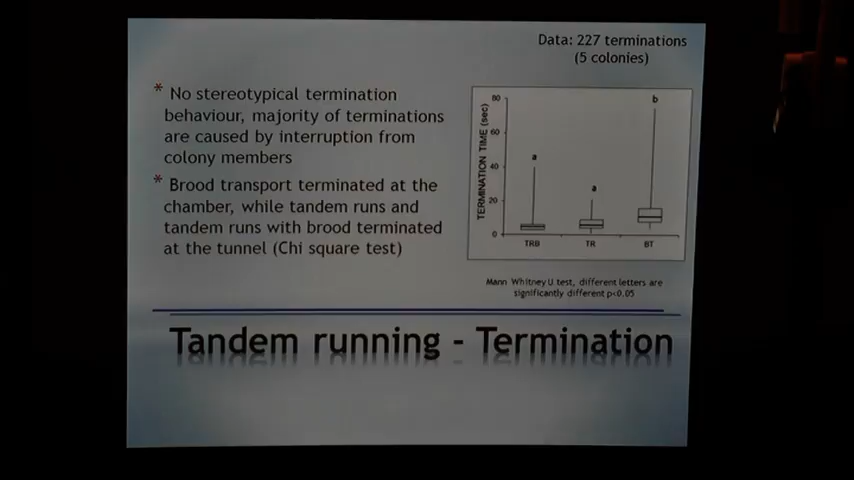 Data: 227 terminations
(5 colonies)
* No stereotypical termination
behaviour, majority of terminations
are caused by interruption from
colony members
* Brood transport terminated at the
chamber, while tandem runs and
tandem runs with brood terminated
at the tunnel (Chi square test)
TERMINATION TIME (sec)
80
60
40
20
0
a
a
b
TRB
TR
BT
Mann Whitney U test, different letters are
significantly different p<0.05
Tandem running - Termination